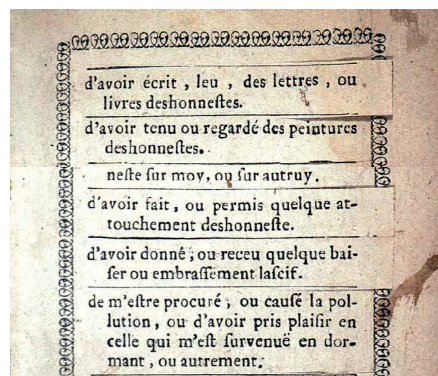 d'avoir écrit , leu , des lettres , ou
livres deshonneſtes.
d'avoir tenu ou regardé des peintures
deshonneſtes.
neſte ſur moy, ou ſur autruy.
d'avoir fait , ou permis quelque at-
touchement deshonneſte.
d'avoir donné ; ou receu quelque bai-
ſer ou embraſſement laſcif.
de m'eſtre procuré ; ou cauſé la pol-
lution , ou d'avoir pris plaiſir en
celle qui m'eſt ſurvenuë en dor-
mant , ou autrement.